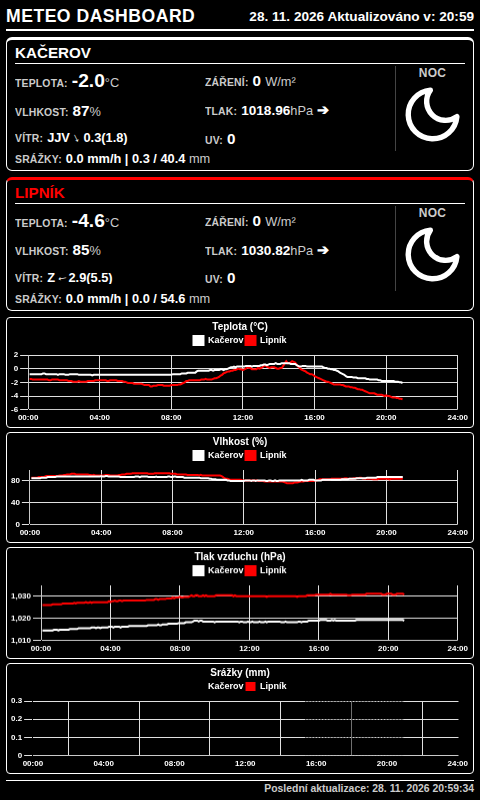 METEO DASHBOARD 28. 11. 2026 Aktualizováno v: 20:59
KAČEROV
TEPLOTA: -2.0°C ZÁŘENÍ: 0 W/m² NOC
VLHKOST: 87% TLAK: 1018.96hPa ➔
VÍTR: JJV ↓ 0.3(1.8) UV: 0
SRÁŽKY: 0.0 mm/h | 0.3 / 40.4 mm
LIPNÍK
TEPLOTA: -4.6°C ZÁŘENÍ: 0 W/m² NOC
VLHKOST: 85% TLAK: 1030.82hPa ➔
VÍTR: Z ← 2.9(5.5) UV: 0
SRÁŽKY: 0.0 mm/h | 0.0 / 54.6 mm
Teplota (°C)
Kačerov Lipník
2
0
-2
-4
-6
00:00 04:00 08:00 12:00 16:00 20:00 24:00
Vlhkost (%)
Kačerov Lipník
80
40
0
00:00 04:00 08:00 12:00 16:00 20:00 24:00
Tlak vzduchu (hPa)
Kačerov Lipník
1,030
1,020
1,010
00:00 04:00 08:00 12:00 16:00 20:00 24:00
Srážky (mm)
Kačerov Lipník
0.3
0.2
0.1
0
00:00 04:00 08:00 12:00 16:00 20:00 24:00
Poslední aktualizace: 28. 11. 2026 20:59:34